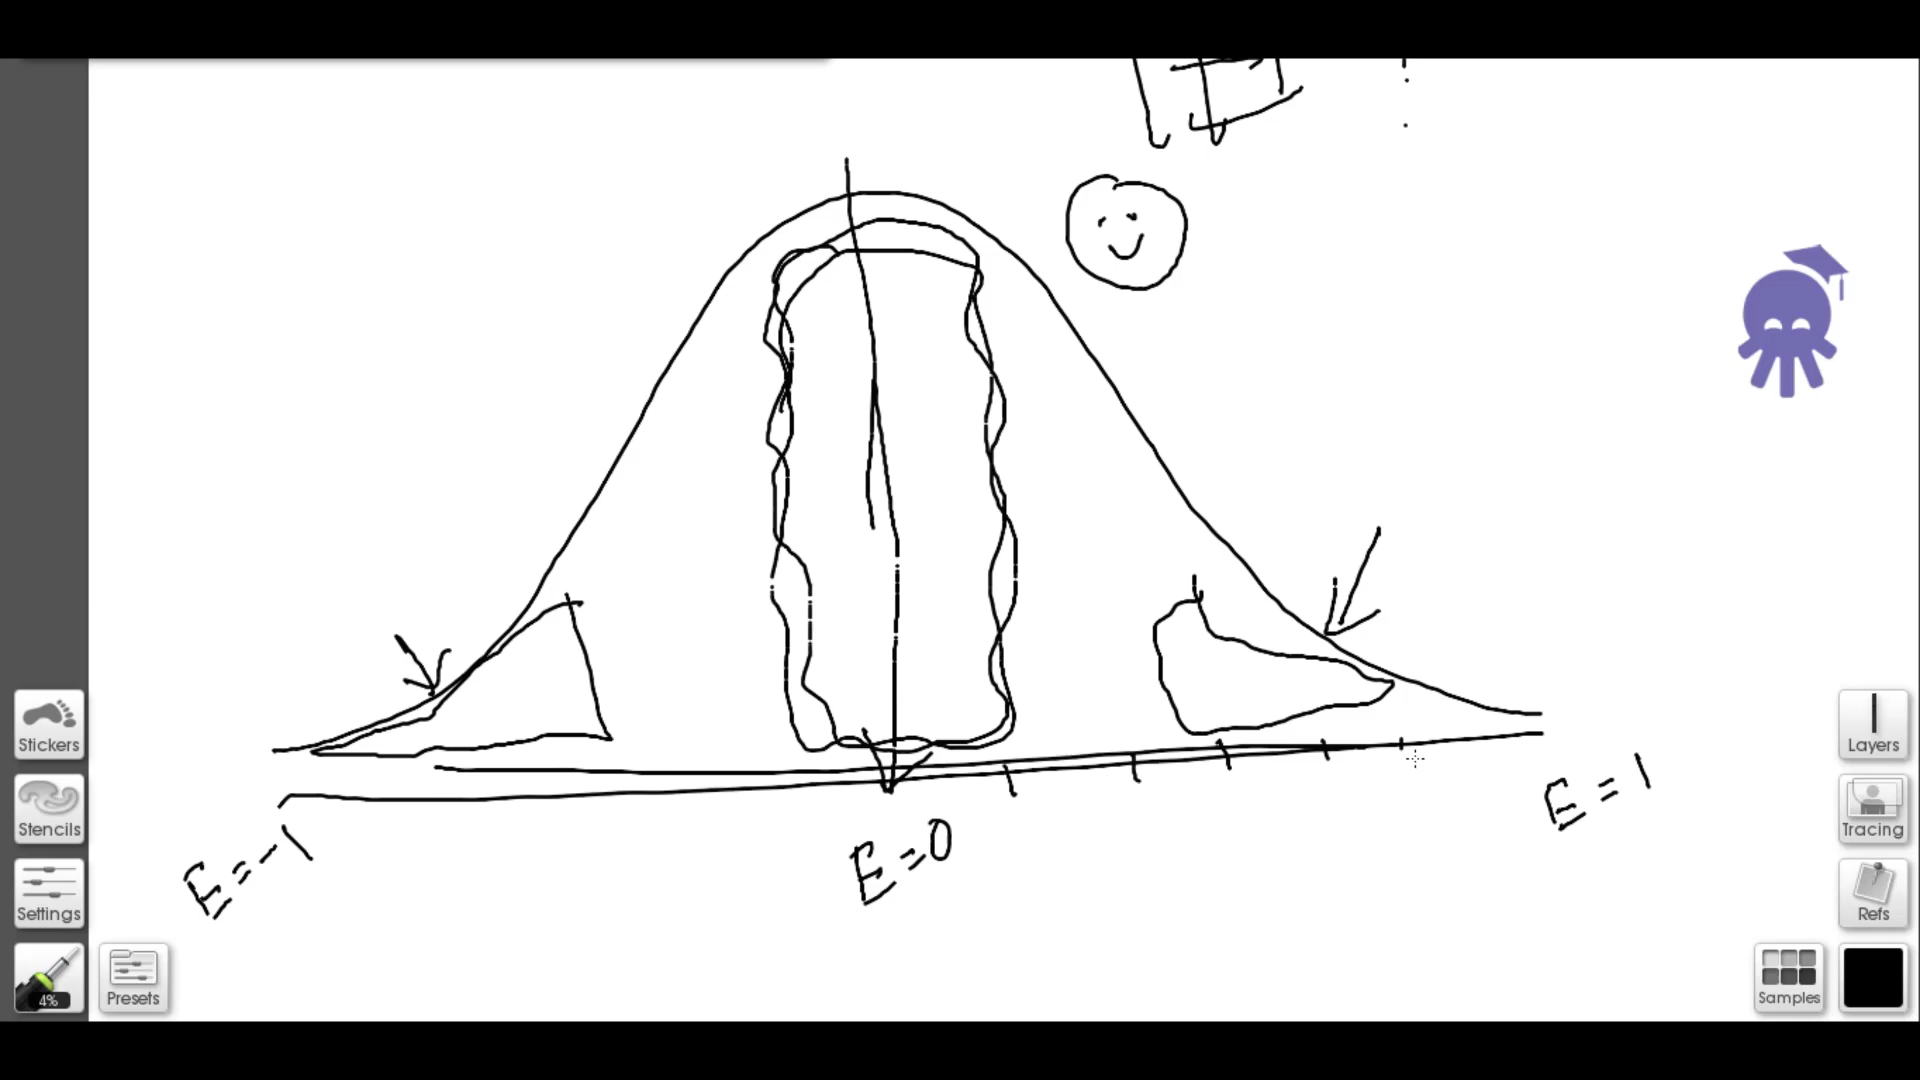 Stickers
Stencils
Settings
4%
Presets
E=-1
E=0
E=1
Layers
Tracing
Refs
Samples